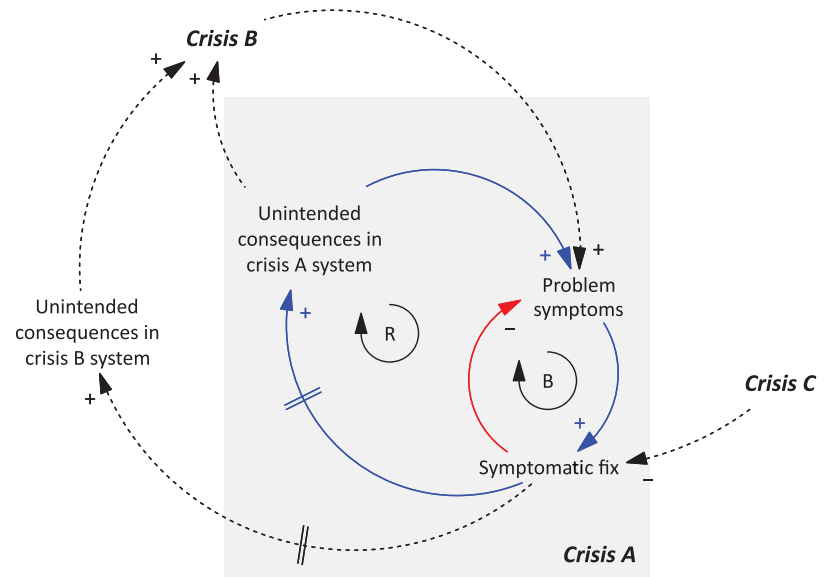 Crisis B
+
+
Unintended
consequences in
crisis A system
+
+
Problem
symptoms
+
–
Unintended
consequences in
crisis B system
R
B
Crisis C
+
+
Symptomatic fix
–
Crisis A